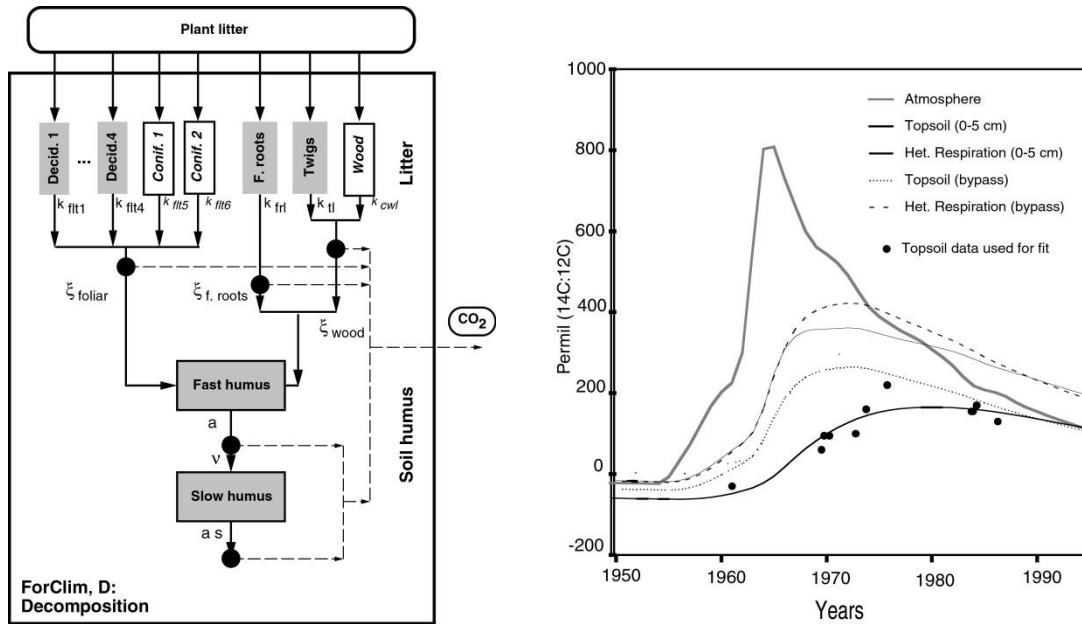 Plant litter
Decid. 1
...
Decid.4
Conif. 1
Conif. 2
F. roots
Twigs
Wood
Litter
k flt1
k flt4
k flt5
k flt6
k frl
k tl
k cwl
ξ foliar
ξ f. roots
ξ wood
CO2
Fast humus
a
ν
Slow humus
a s
Soil humus
ForClim, D:
Decomposition
Permil (14C:12C)
1000
800
600
400
200
0
-200
1950
1960
1970
1980
1990
Years
Atmosphere
Topsoil (0-5 cm)
Het. Respiration (0-5 cm)
Topsoil (bypass)
Het. Respiration (bypass)
Topsoil data used for fit